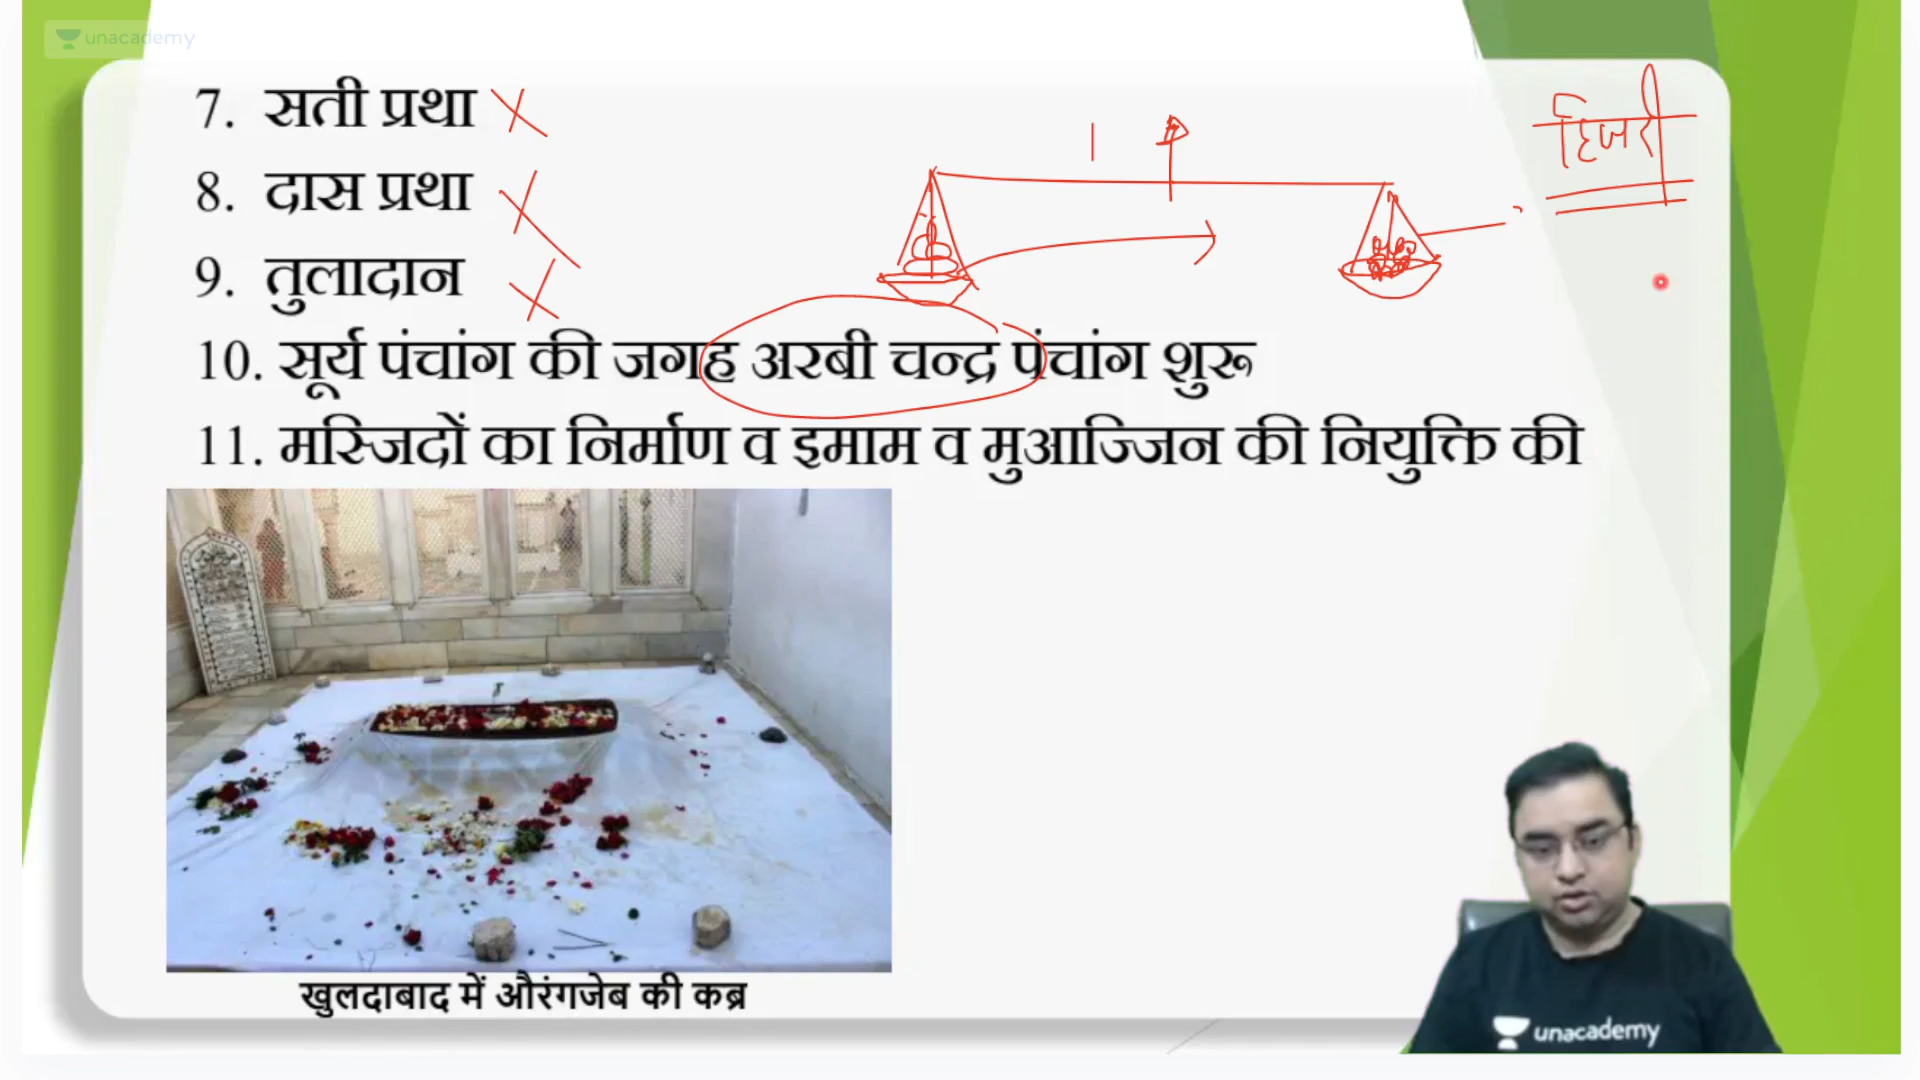 unacademy
7. सती प्रथा
8. दास प्रथा
9. तुलादान
हिजरी
10. सूर्य पंचांग की जगह अरबी चन्द्र पंचांग शुरू
11. मस्जिदों का निर्माण व इमाम व मुआज्जिन की नियुक्ति की
खुलदाबाद में औरंगजेब की कब्र
unacademy